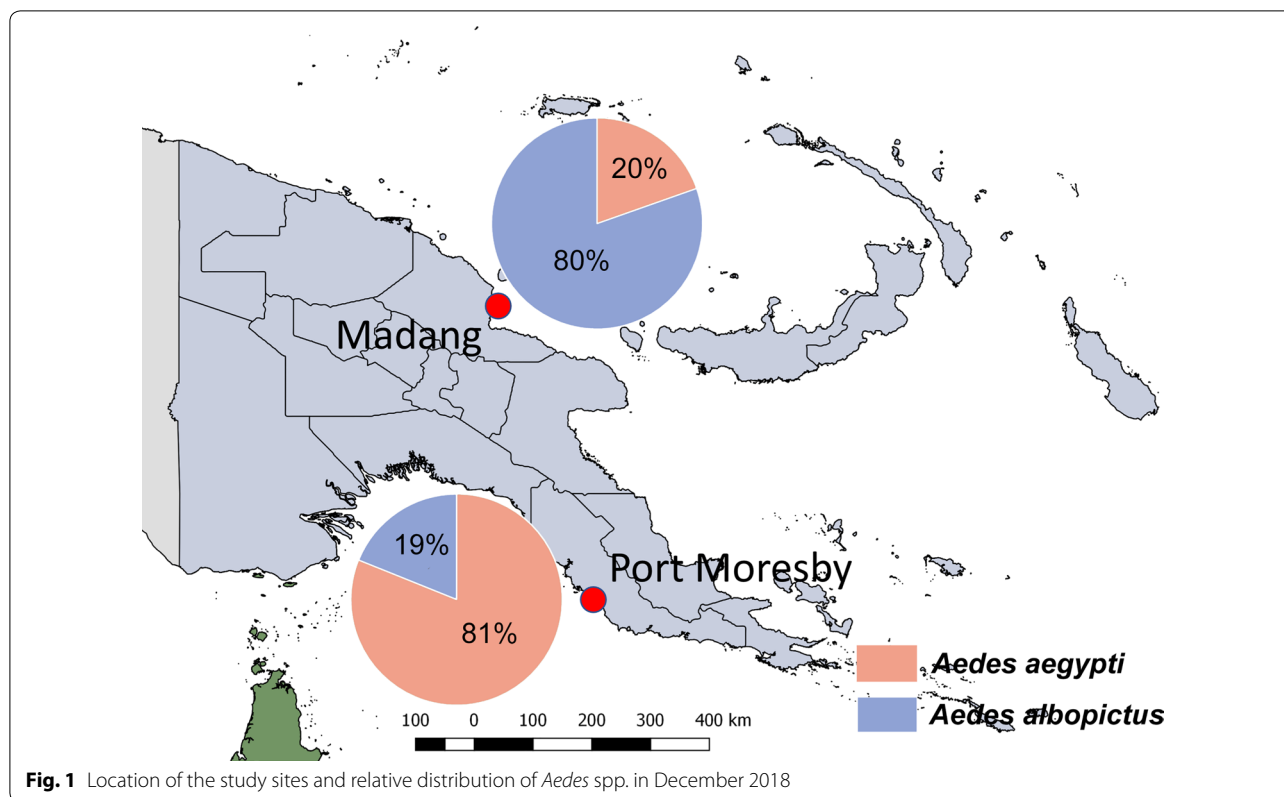 20%
80%
Madang
19%
81%
Port Moresby
Aedes aegypti
Aedes albopictus
100 0 100 200 300 400 km
Fig. 1 Location of the study sites and relative distribution of Aedes spp. in December 2018